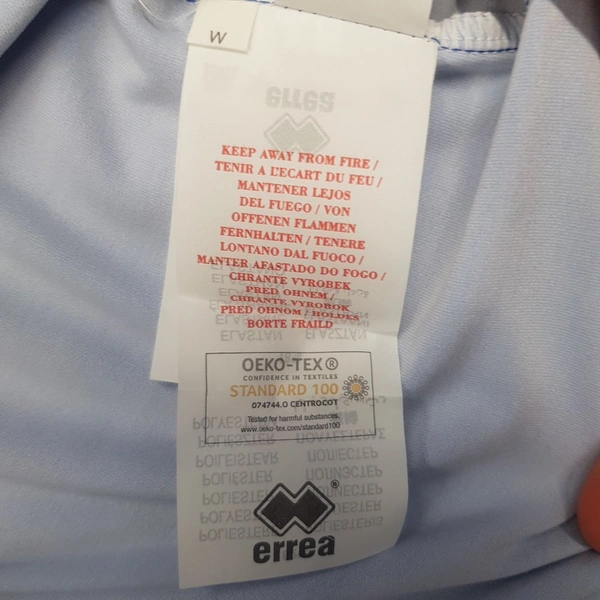 W
KEEP AWAY FROM FIRE /
TENIR A L'ECART DU FEU /
MANTENER LEJOS
DEL FUEGO / VON
OFFENEN FLAMMEN
FERNHALTEN / TENERE
LONTANO DAL FUOCO /
MANTER AFASTADO DO FOGO /
CHRANTE VYROBEK
PRED OHNEM /
CHRANTE VYROBOK
PRED OHNOM / HOLDES
BORTE FRAILD
OEKO-TEX®
CONFIDENCE IN TEXTILES
STANDARD 100
074744.O CENTROCOT
Tested for harmful substances.
www.oeko-tex.com/standard100
®
erreà